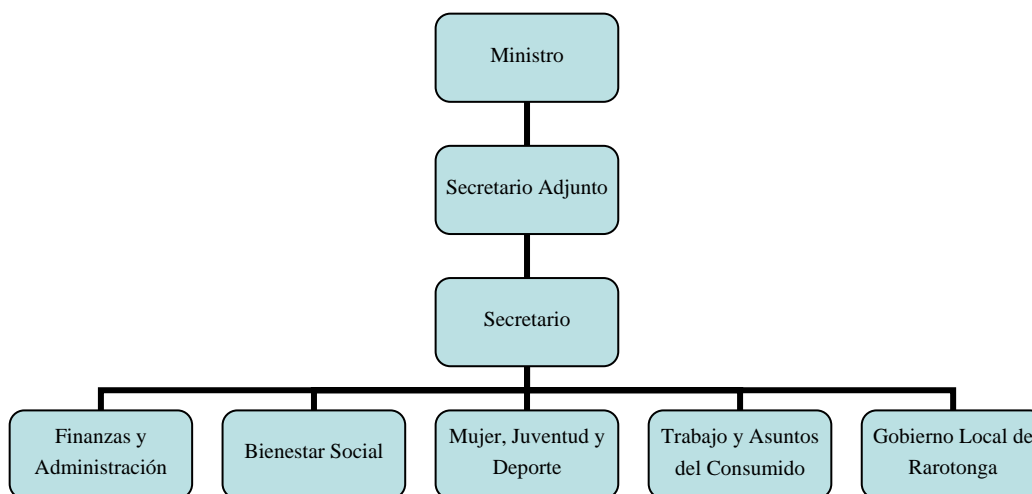 Ministro
Secretario Adjunto
Secretario
Finanzas y
Administración
Bienestar Social
Mujer, Juventud y
Deporte
Trabajo y Asuntos
del Consumido
Gobierno Local de
Rarotonga